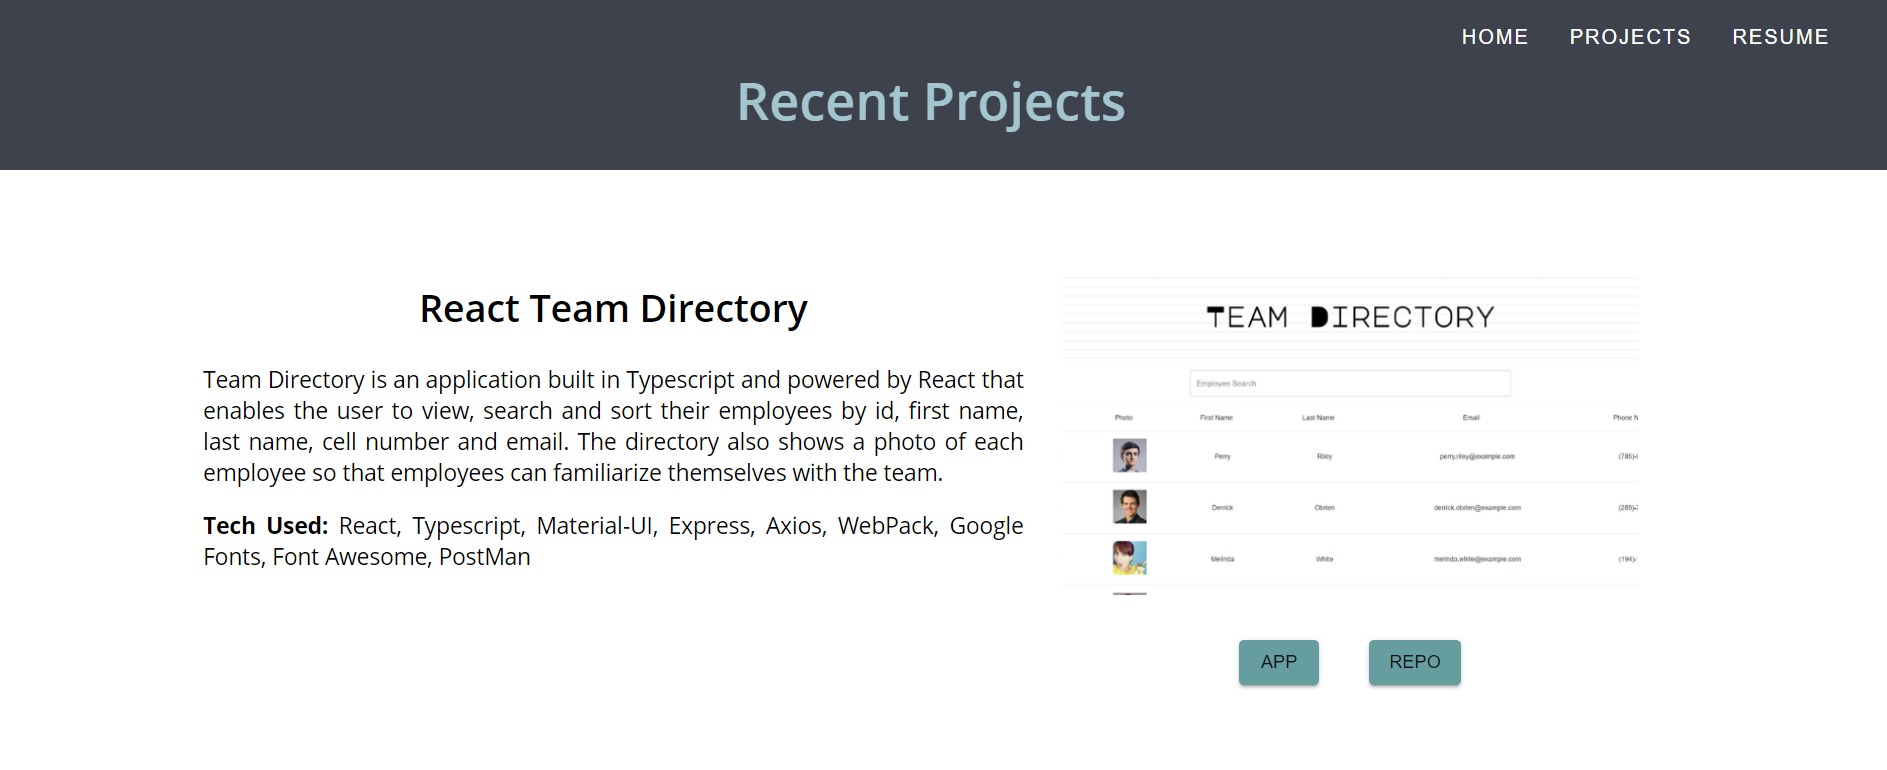 HOME PROJECTS RESUME
Recent Projects
React Team Directory
Team Directory is an application built in Typescript and powered by React that
enables the user to view, search and sort their employees by id, first name,
last name, cell number and email. The directory also shows a photo of each
employee so that employees can familiarize themselves with the team.
Tech Used: React, Typescript, Material-UI, Express, Axios, WebPack, Google
Fonts, Font Awesome, PostMan
TEAM DIRECTORY
Employee Search
Photo First Name Last Name Email Phone N
Perry Riley perry.riley@example.com (785)-
Derrick Obrien derrick.obrien@example.com (269)-
Melinda White melinda.white@example.com (194)-
APP REPO